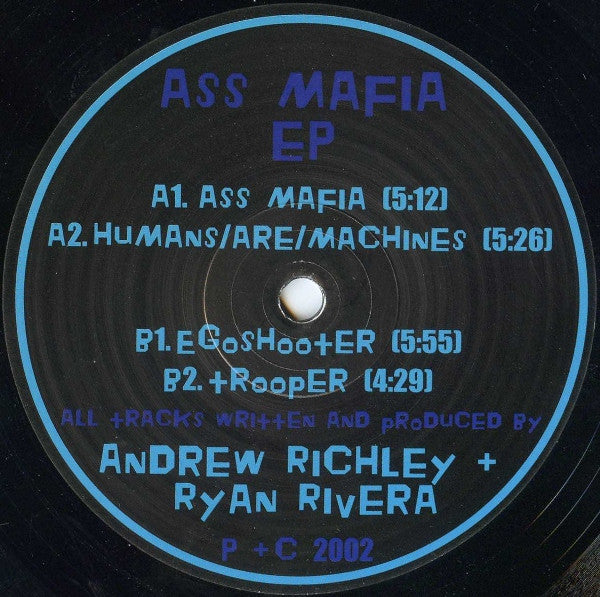 Ass MAFIA
EP
A1. Ass MAFIA (5:12)
A2. HuMANs/ARE/MACHINEs (5:26)
B1. EGosHootER (5:55)
B2. tRoopER (4:29)
ALL tRACKs WRIttEN AND pRoDuCED By
ANDREW RICHLEy +
RyAN RIVERA
P + C 2002